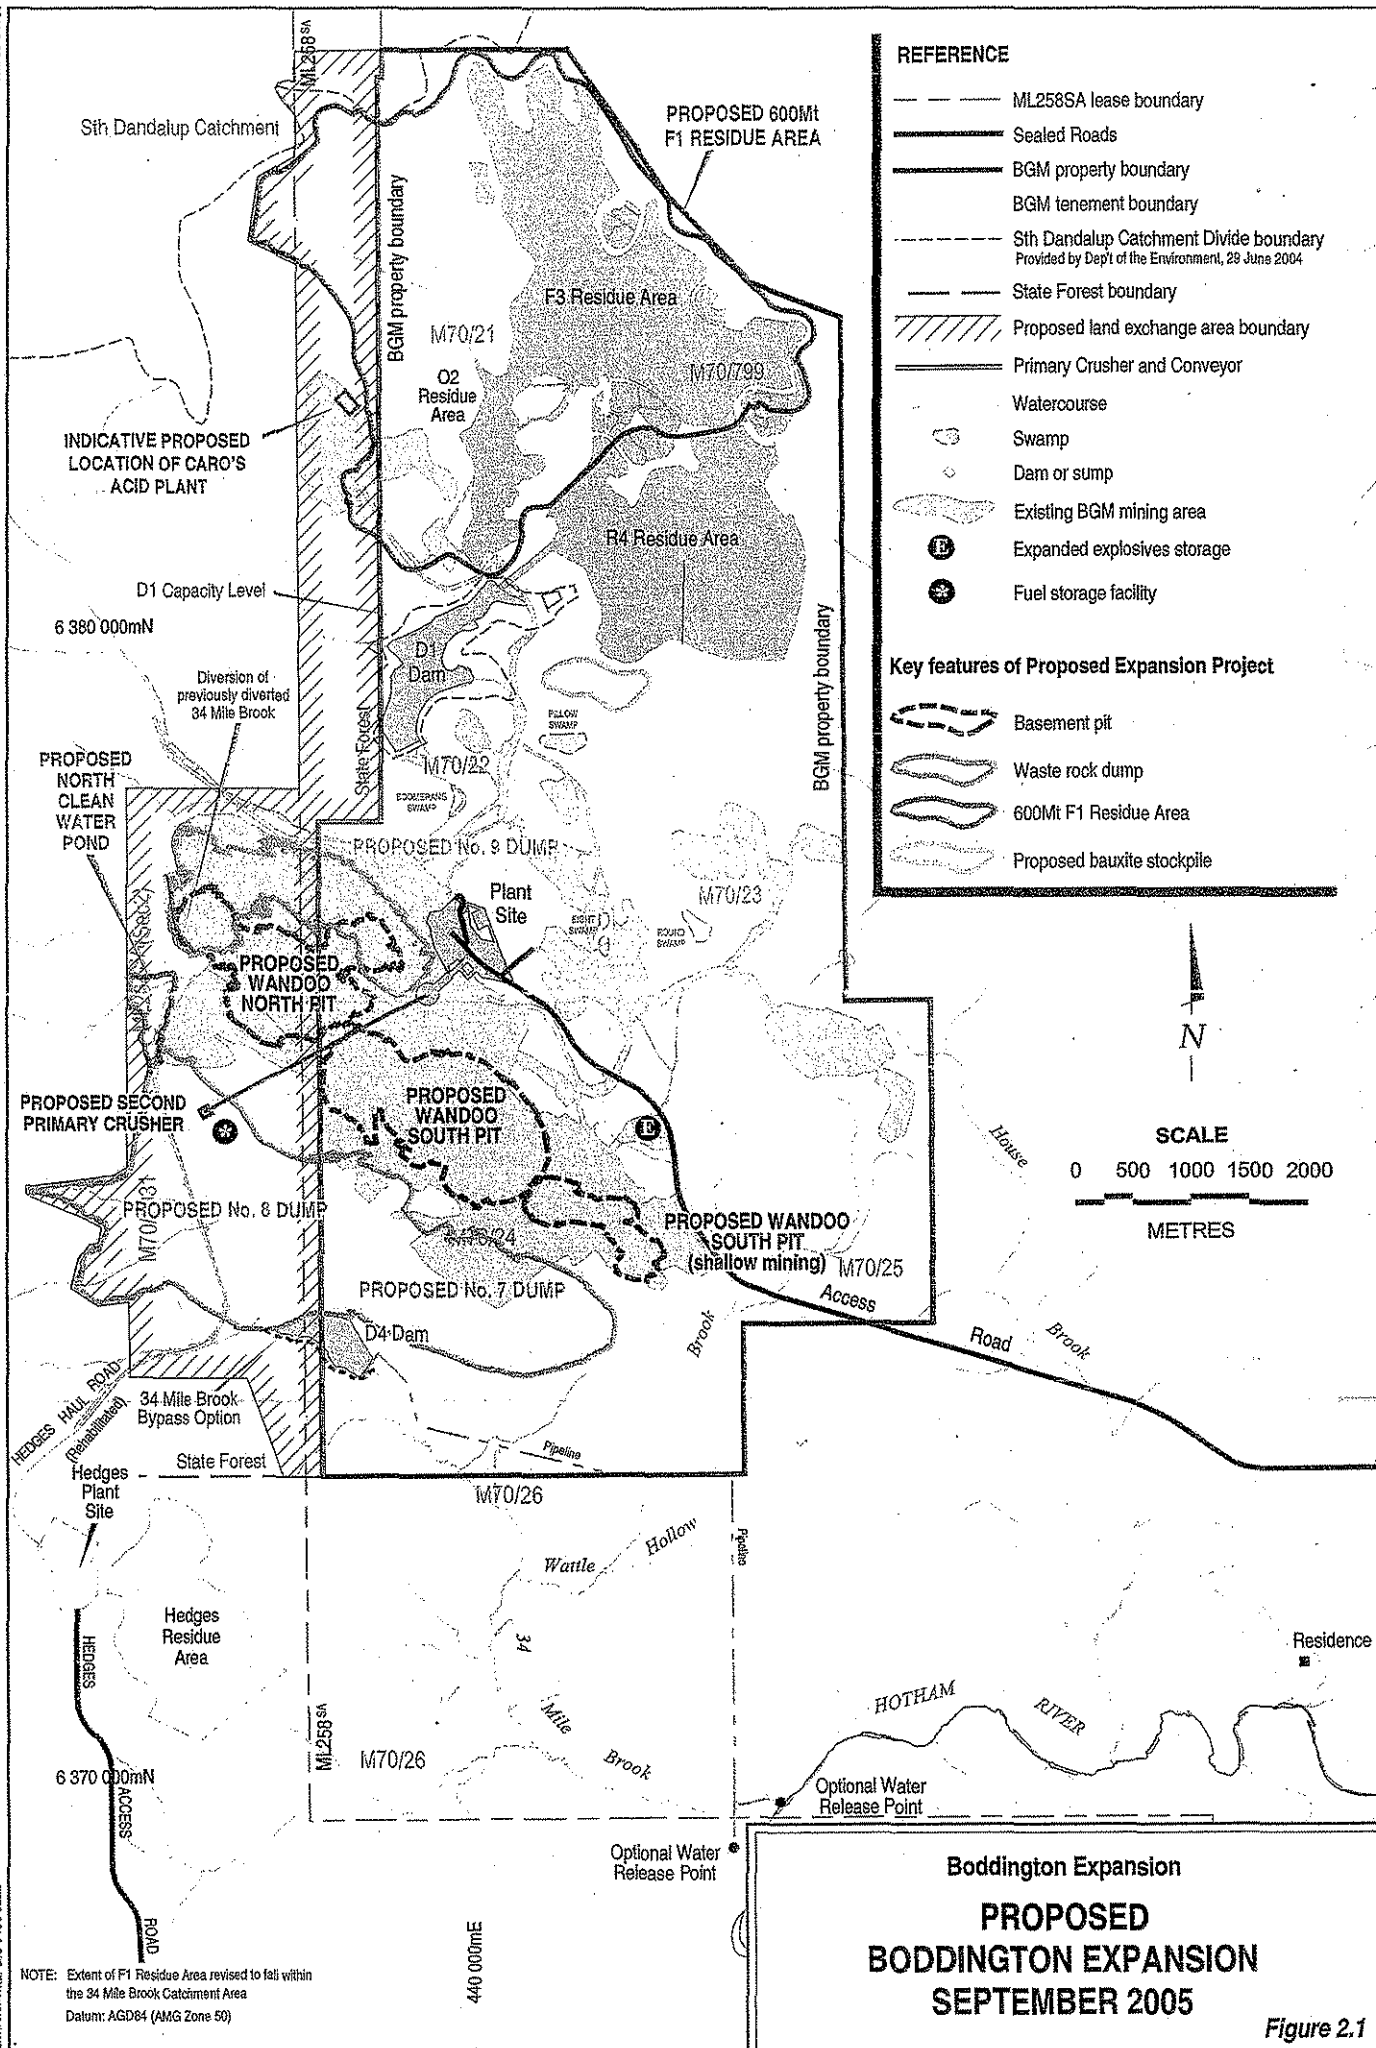 ML258SA
Sth Dandalup Catchment
PROPOSED 600Mt
F1 RESIDUE AREA
BGM property boundary
F3 Residue Area
M70/21
M70/799
O2
Residue
Area
INDICATIVE PROPOSED
LOCATION OF CARO'S
ACID PLANT
R4 Residue Area
D1 Capacity Level
6 380 000mN
D1
Dam
Diversion of
previously diverted
34 Mile Brook
State Forest
PILLOW
SWAMP
BGM property boundary
M70/22
PROPOSED
NORTH
CLEAN
WATER
POND
BOOMERANG
SWAMP
PROPOSED No. 9 DUMP
Plant
Site
M70/23
EIGHT
SWAMP
ROUND
SWAMP
PROPOSED
WANDOO
NORTH PIT
PROPOSED SECOND
PRIMARY CRUSHER
PROPOSED
WANDOO
SOUTH PIT
E
House
M70/131
PROPOSED No. 8 DUMP
PROPOSED WANDOO
SOUTH PIT
(shallow mining)
M70/25
PROPOSED No. 7 DUMP
Access
Road
Brook
Brook
D4 Dam
HEDGES HAUL ROAD
(Rehabilitated)
34 Mile Brook
Bypass Option
Pipeline
State Forest
Hedges
Plant
Site
M70/26
Wattle
Hollow
Pipeline
Hedges
Residue
Area
34
Mile
Brook
Residence
HOTHAM
RIVER
HEDGES
ACCESS
ROAD
ML258SA
M70/26
6 370 000mN
Optional Water
Release Point
Optional Water
Release Point
440 000mE
NOTE: Extent of F1 Residue Area revised to fall within
the 34 Mile Brook Catchment Area
Datum: AGD84 (AMG Zone 50)
REFERENCE
ML258SA lease boundary
Sealed Roads
BGM property boundary
BGM tenement boundary
Sth Dandalup Catchment Divide boundary
Provided by Dep't of the Environment, 29 June 2004
State Forest boundary
Proposed land exchange area boundary
Primary Crusher and Conveyor
Watercourse
Swamp
Dam or sump
Existing BGM mining area
E Expanded explosives storage
Fuel storage facility
Key features of Proposed Expansion Project
Basement pit
Waste rock dump
600Mt F1 Residue Area
Proposed bauxite stockpile
N
SCALE
0 500 1000 1500 2000
METRES
Boddington Expansion
PROPOSED
BODDINGTON EXPANSION
SEPTEMBER 2005
Figure 2.1